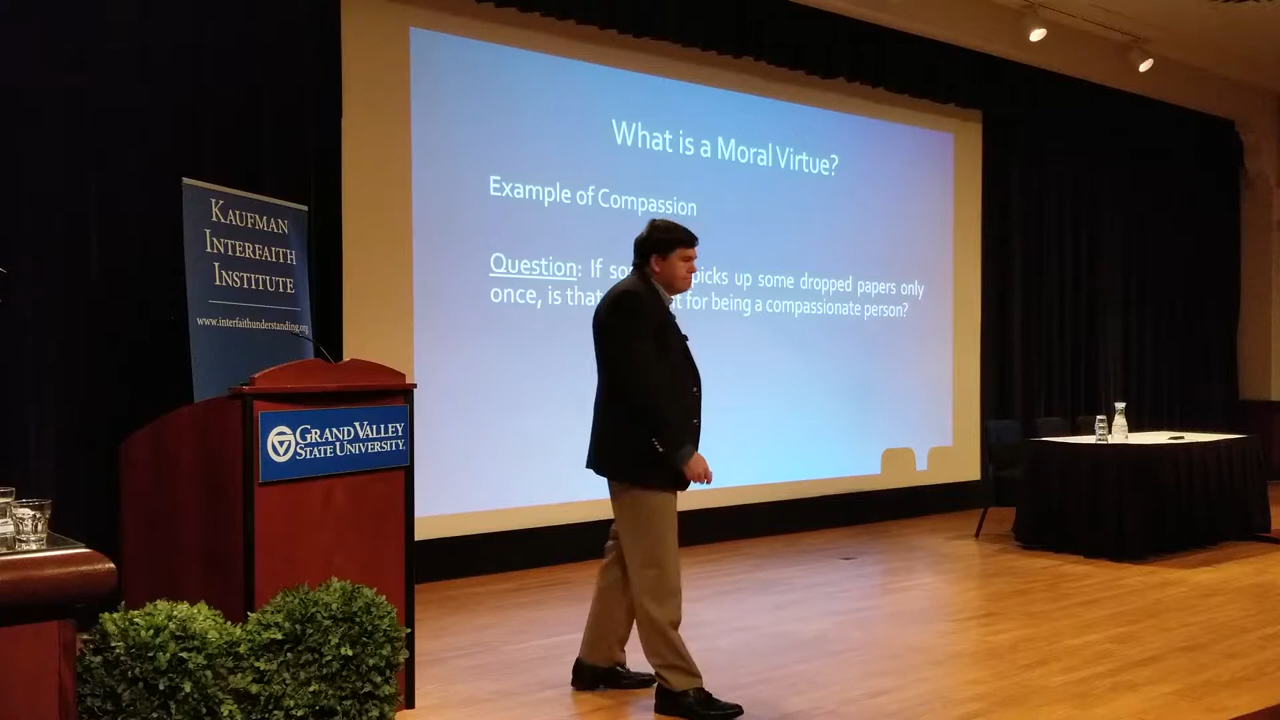 What is a Moral Virtue?
Example of Compassion
Question: If so picks up some dropped papers only
once, is that for being a compassionate person?
KAUFMAN
INTERFAITH
INSTITUTE
www.interfaithunderstanding.org
GRAND VALLEY
STATE UNIVERSITY.